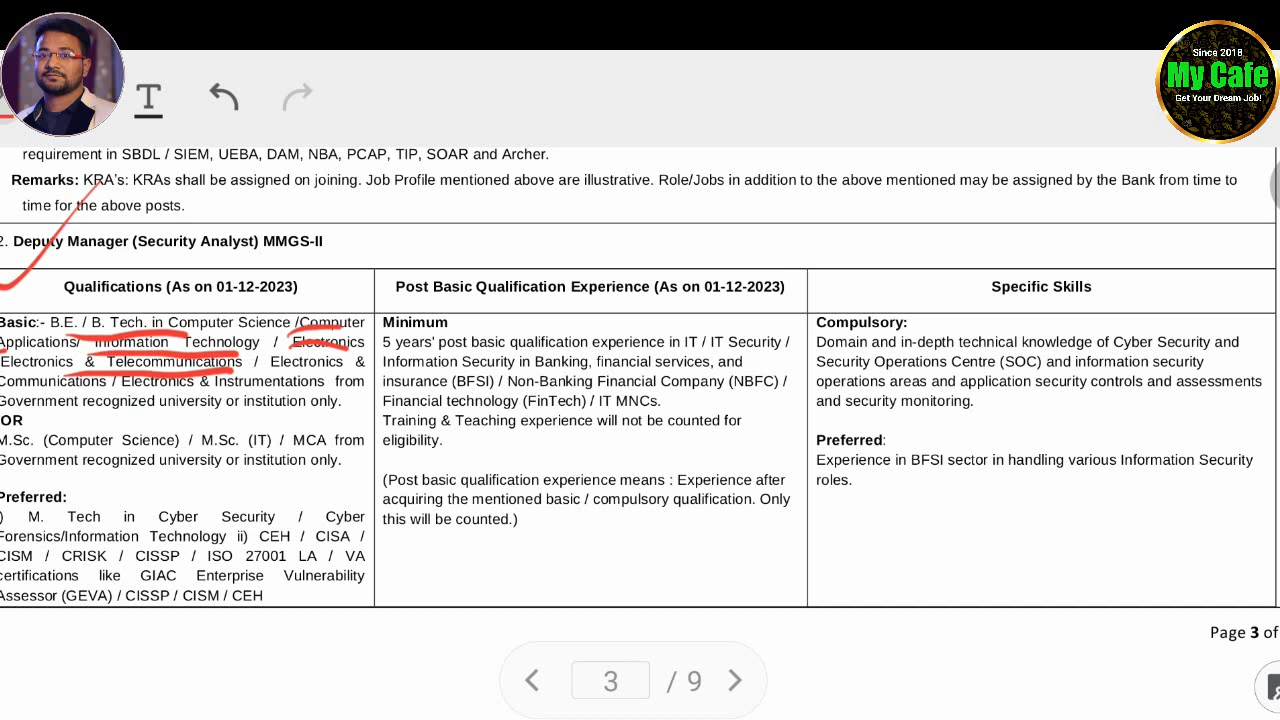 Since 2018
My Cafe
Get Your Dream Job!
T
requirement in SBDL / SIEM, UEBA, DAM, NBA, PCAP, TIP, SOAR and Archer.
Remarks: KRA's: KRAs shall be assigned on joining. Job Profile mentioned above are illustrative. Role/Jobs in addition to the above mentioned may be assigned by the Bank from time to
time for the above posts.
2. Deputy Manager (Security Analyst) MMGS-II
Qualifications (As on 01-12-2023)
Basic:- B.E. / B. Tech. in Computer Science /Computer
Applications/ Information Technology / Electronics
Electronics & Telecommunications / Electronics &
Communications / Electronics & Instrumentations from
Government recognized university or institution only.
OR
M.Sc. (Computer Science) / M.Sc. (IT) / MCA from
Government recognized university or institution only.
Preferred:
) M. Tech in Cyber Security / Cyber
Forensics/Information Technology ii) CEH / CISA /
CISM / CRISK / CISSP / ISO 27001 LA / VA
certifications like GIAC Enterprise Vulnerability
Assessor (GEVA) / CISSP / CISM / CEH
Post Basic Qualification Experience (As on 01-12-2023)
Minimum
5 years' post basic qualification experience in IT / IT Security /
Information Security in Banking, financial services, and
insurance (BFSI) / Non-Banking Financial Company (NBFC) /
Financial technology (FinTech) / IT MNCs.
Training & Teaching experience will not be counted for
eligibility.
(Post basic qualification experience means : Experience after
acquiring the mentioned basic / compulsory qualification. Only
this will be counted.)
Specific Skills
Compulsory:
Domain and in-depth technical knowledge of Cyber Security and
Security Operations Centre (SOC) and information security
operations areas and application security controls and assessments
and security monitoring.
Preferred:
Experience in BFSI sector in handling various Information Security
roles.
Page 3 of
3 / 9